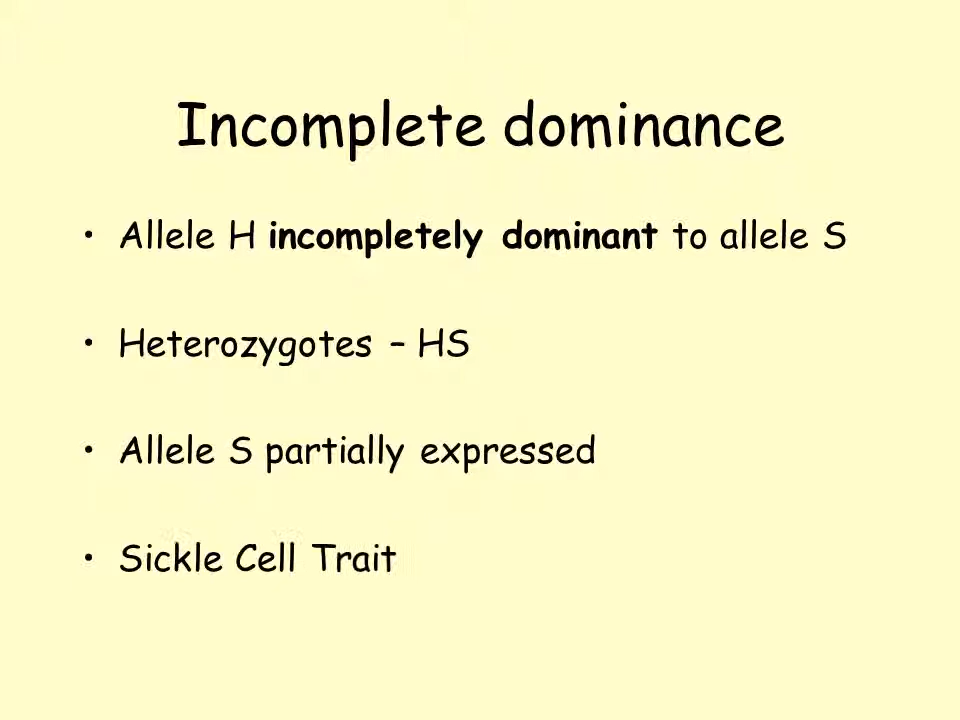 Incomplete dominance
• Allele H incompletely dominant to allele S
• Heterozygotes – HS
• Allele S partially expressed
• Sickle Cell Trait